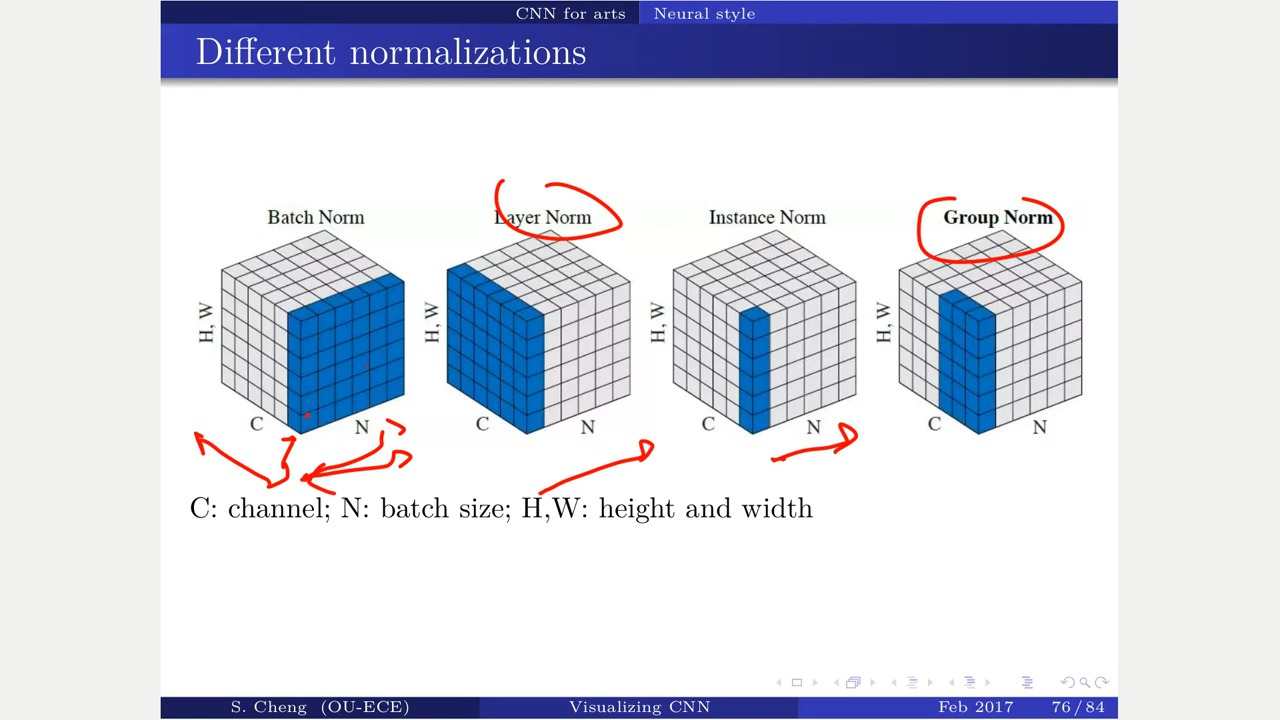 CNN for arts Neural style
Different normalizations
Batch Norm Layer Norm Instance Norm Group Norm
H, W H, W H, W H, W
C N C N C N C N
C: channel; N: batch size; H,W: height and width
S. Cheng (OU-ECE) Visualizing CNN Feb 2017 76 / 84